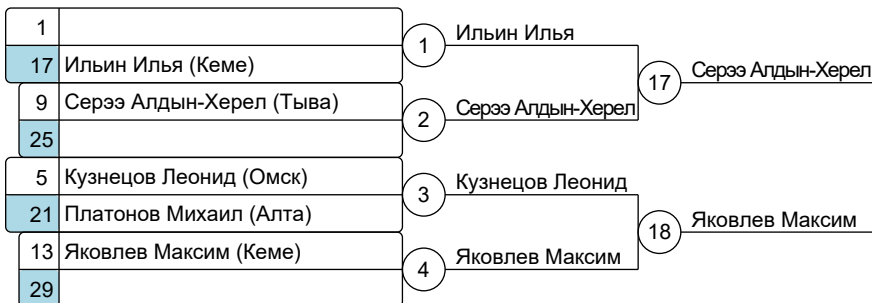 1
17 Ильин Илья (Кеме)
1 Ильин Илья
9 Серээ Алдын-Херел (Тыва)
25
2 Серээ Алдын-Херел
17 Серээ Алдын-Херел
5 Кузнецов Леонид (Омск)
21 Платонов Михаил (Алта)
3 Кузнецов Леонид
13 Яковлев Максим (Кеме)
29
4 Яковлев Максим
18 Яковлев Максим